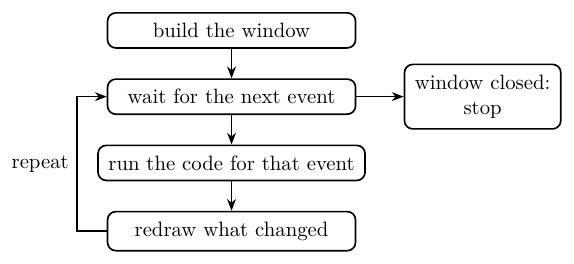 build the window
wait for the next event
window closed:
stop
run the code for that event
repeat
redraw what changed